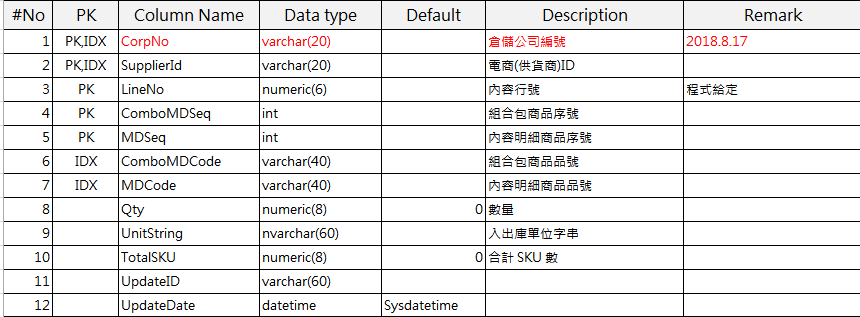 #No PK Column Name Data type Default Description Remark
1 PK,IDX CorpNo varchar(20) 倉儲公司編號 2018.8.17
2 PK,IDX SupplierId varchar(20) 電商(供貨商)ID
3 PK LineNo numeric(6) 內容行號 程式給定
4 PK ComboMDSeq int 組合包商品序號
5 PK MDSeq int 內容明細商品序號
6 IDX ComboMDCode varchar(40) 組合包商品品號
7 IDX MDCode varchar(40) 內容明細商品品號
8 Qty numeric(8) 0 數量
9 UnitString nvarchar(60) 入出庫單位字串
10 TotalSKU numeric(8) 0 合計 SKU 數
11 UpdateID varchar(60)
12 UpdateDate datetime Sysdatetime